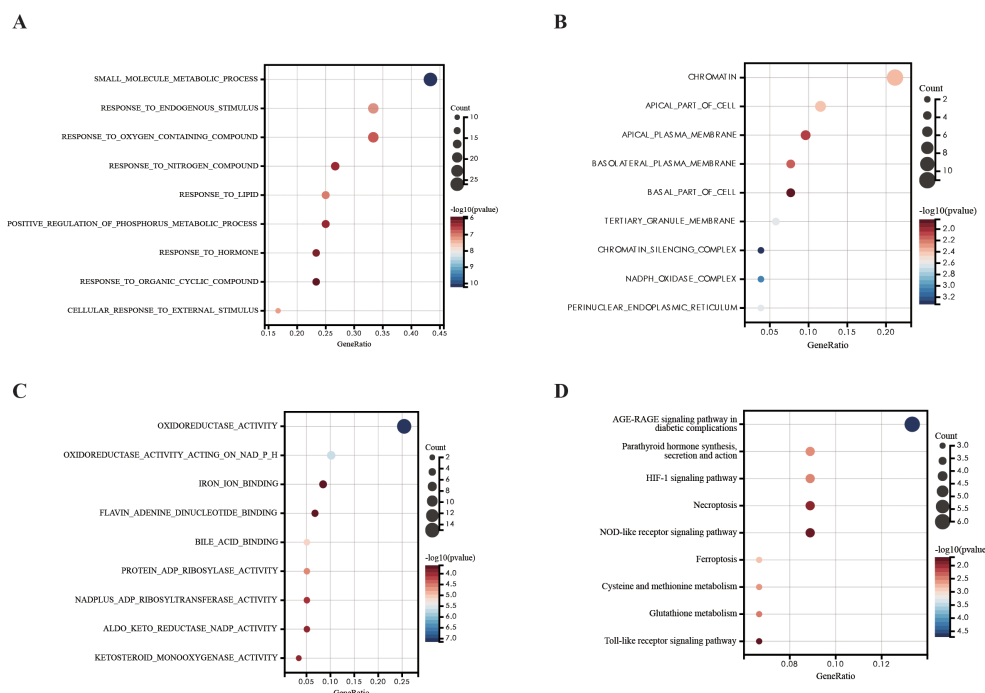 A
SMALL_MOLECULE_METABOLIC_PROCESS
RESPONSE_TO_ENDOGENOUS_STIMULUS
RESPONSE_TO_OXYGEN_CONTAINING_COMPOUND
RESPONSE_TO_NITROGEN_COMPOUND
RESPONSE_TO_LIPID
POSITIVE_REGULATION_OF_PHOSPHORUS_METABOLIC_PROCESS
RESPONSE_TO_HORMONE
RESPONSE_TO_ORGANIC_CYCLIC_COMPOUND
CELLULAR_RESPONSE_TO_EXTERNAL_STIMULUS
0.15 0.20 0.25 0.30 0.35 0.40 0.45
GeneRatio
Count
10
15
20
25
-log10(pvalue)
6
7
8
9
10
B
CHROMATIN
APICAL_PART_OF_CELL
APICAL_PLASMA_MEMBRANE
BASOLATERAL_PLASMA_MEMBRANE
BASAL_PART_OF_CELL
TERTIARY_GRANULE_MEMBRANE
CHROMATIN_SILENCING_COMPLEX
NADPH_OXIDASE_COMPLEX
PERINUCLEAR_ENDOPLASMIC_RETICULUM
0.05 0.10 0.15 0.20
GeneRatio
Count
2
4
6
8
10
-log10(pvalue)
2.0
2.2
2.4
2.6
2.8
3.0
3.2
C
OXIDOREDUCTASE_ACTIVITY
OXIDOREDUCTASE_ACTIVITY_ACTING_ON_NAD_P_H
IRON_ION_BINDING
FLAVIN_ADENINE_DINUCLEOTIDE_BINDING
BILE_ACID_BINDING
PROTEIN_ADP_RIBOSYLASE_ACTIVITY
NADPLUS_ADP_RIBOSYLTRANSFERASE_ACTIVITY
ALDO_KETO_REDUCTASE_NADP_ACTIVITY
KETOSTEROID_MONOOXYGENASE_ACTIVITY
0.05 0.10 0.15 0.20 0.25
GeneRatio
Count
2
4
6
8
10
12
14
-log10(pvalue)
4.0
4.5
5.0
5.5
6.0
6.5
7.0
D
AGE-RAGE signaling pathway in
diabetic complications
Parathyroid hormone synthesis,
secretion and action
HIF-1 signaling pathway
Necroptosis
NOD-like receptor signaling pathway
Ferroptosis
Cysteine and methionine metabolism
Glutathione metabolism
Toll-like receptor signaling pathway
0.08 0.10 0.12
GeneRatio
Count
3.0
3.5
4.0
4.5
5.0
5.5
6.0
-log10(pvalue
2.0
2.5
3.0
3.5
4.0
4.5